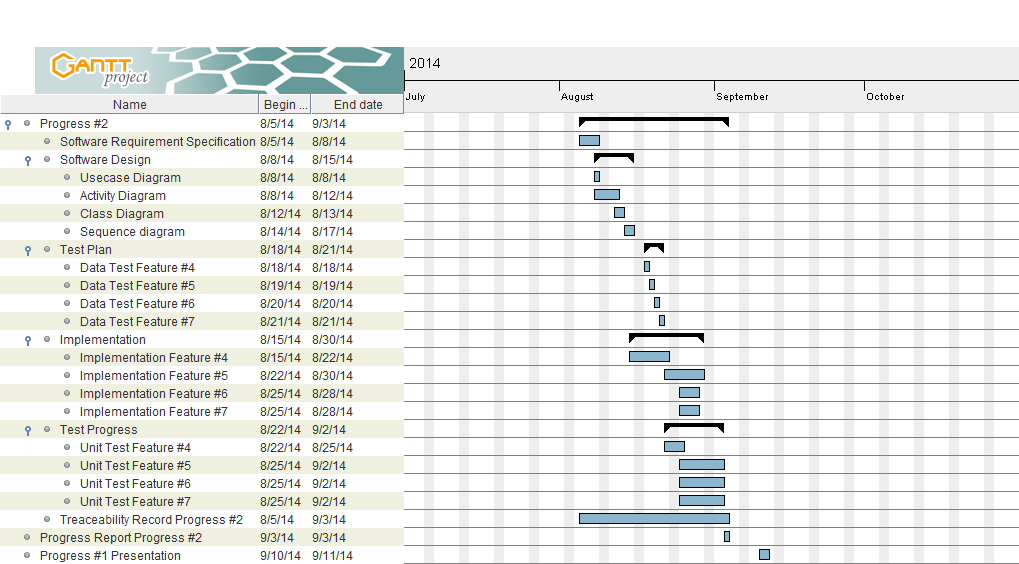 GANTT
project
2014
July August September October
Name Begin ... End date
Progress #2 8/5/14 9/3/14
Software Requirement Specification 8/5/14 8/8/14
Software Design 8/8/14 8/15/14
Usecase Diagram 8/8/14 8/8/14
Activity Diagram 8/8/14 8/12/14
Class Diagram 8/12/14 8/13/14
Sequence diagram 8/14/14 8/17/14
Test Plan 8/18/14 8/21/14
Data Test Feature #4 8/18/14 8/18/14
Data Test Feature #5 8/19/14 8/19/14
Data Test Feature #6 8/20/14 8/20/14
Data Test Feature #7 8/21/14 8/21/14
Implementation 8/15/14 8/30/14
Implementation Feature #4 8/15/14 8/22/14
Implementation Feature #5 8/22/14 8/30/14
Implementation Feature #6 8/25/14 8/28/14
Implementation Feature #7 8/25/14 8/28/14
Test Progress 8/22/14 9/2/14
Unit Test Feature #4 8/22/14 8/25/14
Unit Test Feature #5 8/25/14 9/2/14
Unit Test Feature #6 8/25/14 9/2/14
Unit Test Feature #7 8/25/14 9/2/14
Treaceability Record Progress #2 8/5/14 9/3/14
Progress Report Progress #2 9/3/14 9/3/14
Progress #1 Presentation 9/10/14 9/11/14